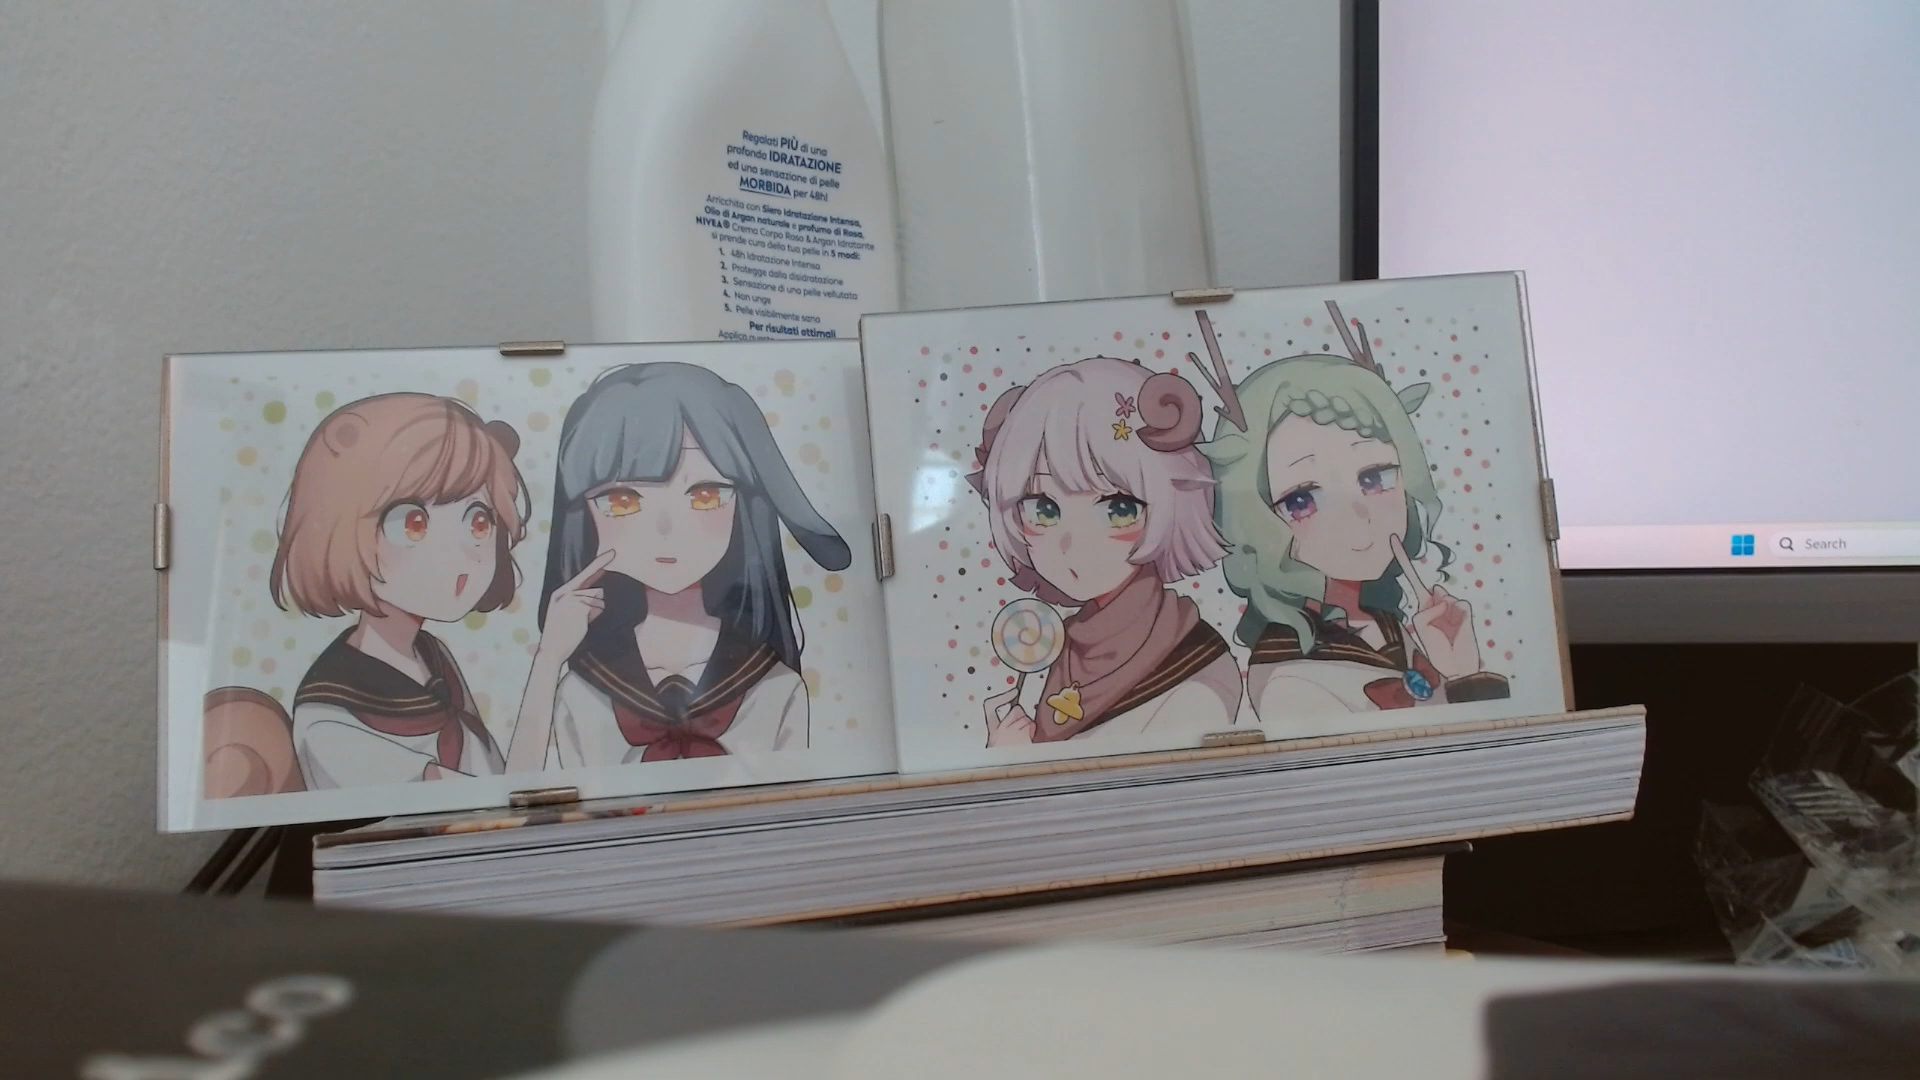 Regalati PIÙ di una
profonda IDRATAZIONE
ed una sensazione di pelle
MORBIDA per 48h!
Arricchita con Siero Idratazione Intensa,
Olio di Argan naturale e profumo di Rosa,
NIVEA® Crema Corpo Rosa & Argan Idratante
si prende cura della tua pelle in 5 modi:
1. 48h Idratazione Intensa
2. Protegge dalla disidratazione
3. Sensazione di una pelle vellutata
4. Non unge
5. Pelle visibilmente sana
Per risultati ottimali
Search